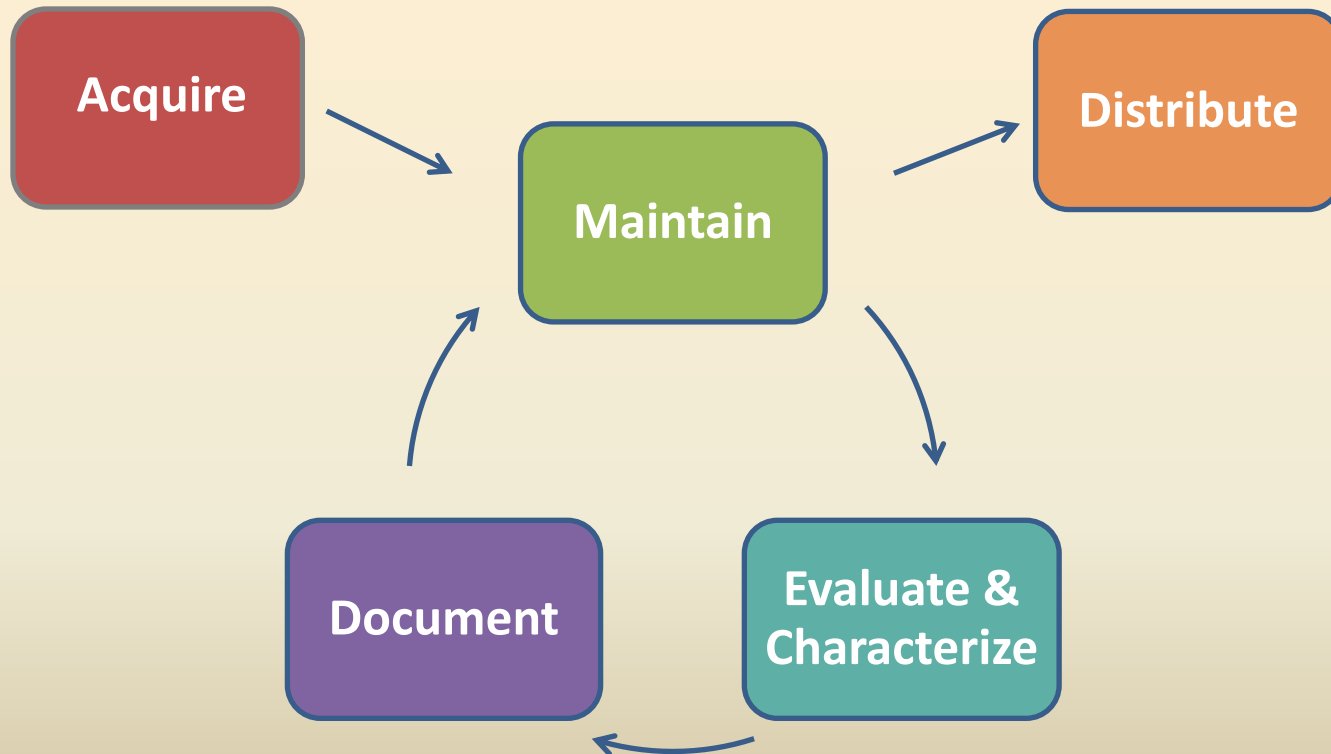 Acquire
Distribute
Maintain
Document
Evaluate &
Characterize